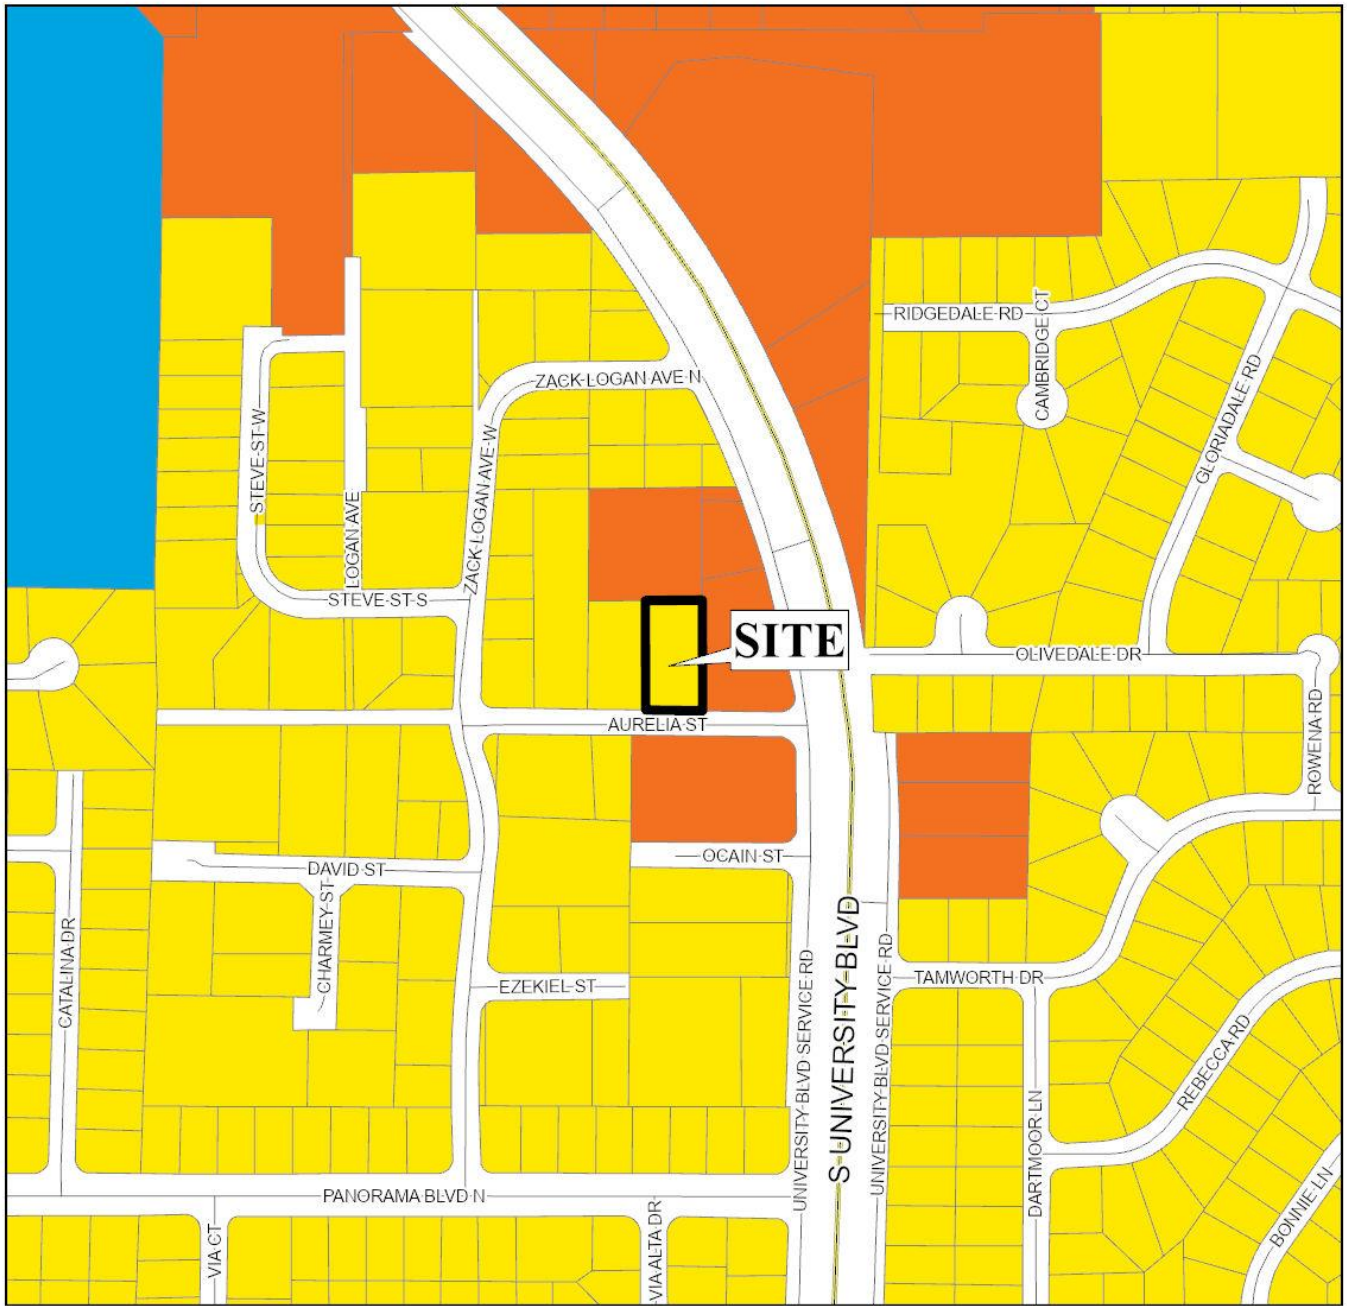 RIDGEDALE RD
CAMBRIDGE CT
ZACK LOGAN AVE N
GLORIADALE RD
STEVE ST W
ZACK LOGAN AVE W
LOGAN AVE
STEVE ST S
SITE
OLIVEDALE DR
AURELIA ST
ROWENA RD
OCAIN ST
DAVID ST
CHARMEY ST
CATALINA DR
EZEKIEL ST
UNIVERSITY BLVD SERVICE RD
S UNIVERSITY BLVD
UNIVERSITY BLVD SERVICE RD
TAMWORTH DR
REBECCA RD
DARTMOOR LN
PANORAMA BLVD N
VIA CT
VIA ALTA DR
BONNIE LN